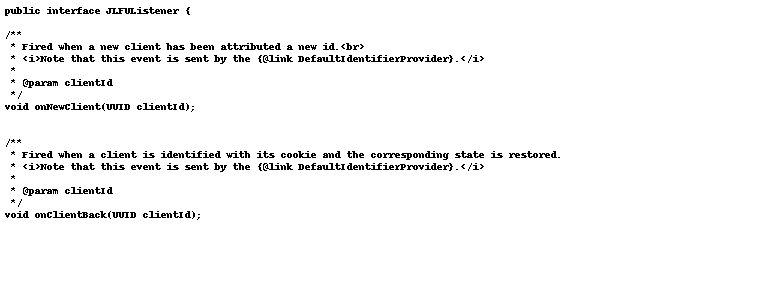 public interface JLFUListener {
/**
 * Fired when a new client has been attributed a new id.<br>
 * <i>Note that this event is sent by the {@link DefaultIdentifierProvider}.</i>
 *
 * @param clientId
 */
void onNewClient(UUID clientId);
/**
 * Fired when a client is identified with its cookie and the corresponding state is restored.
 * <i>Note that this event is sent by the {@link DefaultIdentifierProvider}.</i>
 *
 * @param clientId
 */
void onClientBack(UUID clientId);